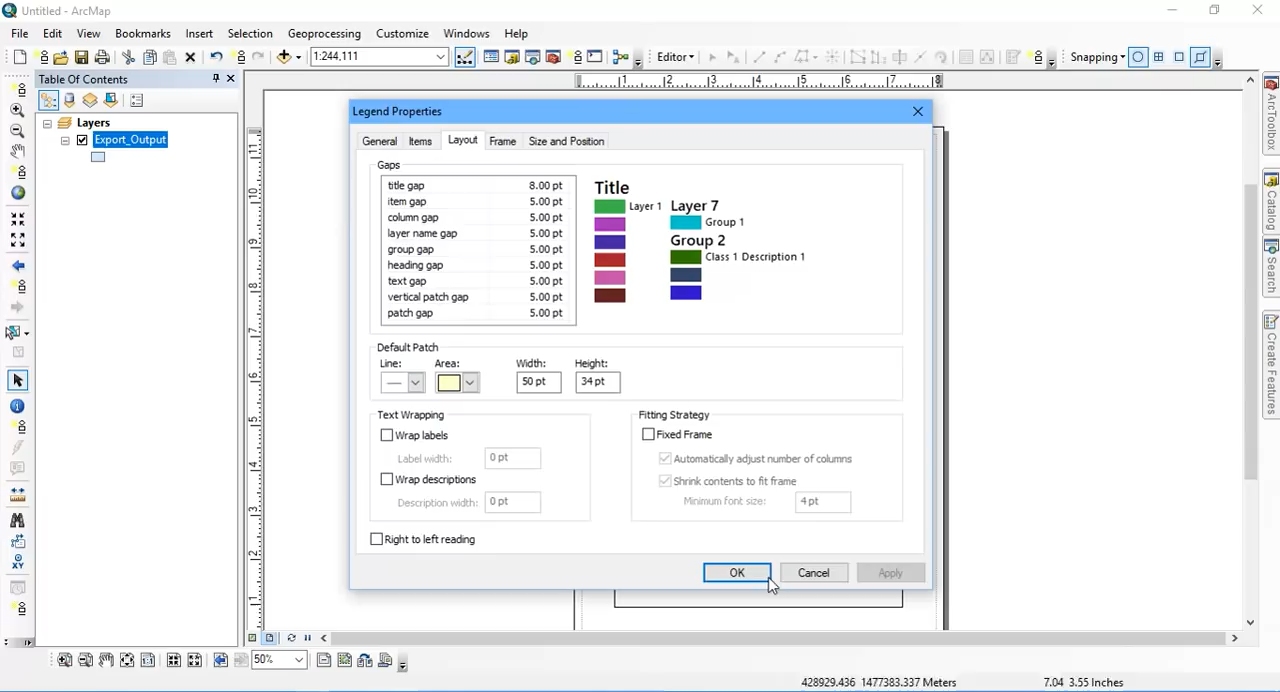 Untitled - ArcMap
File Edit View Bookmarks Insert Selection Geoprocessing Customize Windows Help
1:244,111 Editor Snapping
Table Of Contents
Layers
Export_Output
Legend Properties
General Items Layout Frame Size and Position
Gaps
title gap 8.00 pt
item gap 5.00 pt
column gap 5.00 pt
layer name gap 5.00 pt
group gap 5.00 pt
heading gap 5.00 pt
text gap 5.00 pt
vertical patch gap 5.00 pt
patch gap 5.00 pt
Title
Layer 1 Layer 7
Group 1
Group 2
Class 1 Description 1
Default Patch
Line: Area: Width: Height:
50 pt 34 pt
Text Wrapping
Wrap labels
Label width: 0 pt
Wrap descriptions
Description width: 0 pt
Fitting Strategy
Fixed Frame
Automatically adjust number of columns
Shrink contents to fit frame
Minimum font size: 4 pt
Right to left reading
OK Cancel Apply
ArcToolbox
Catalog
Search
Create Features
50%
428929.436 1477383.337 Meters 7.04 3.55 Inches